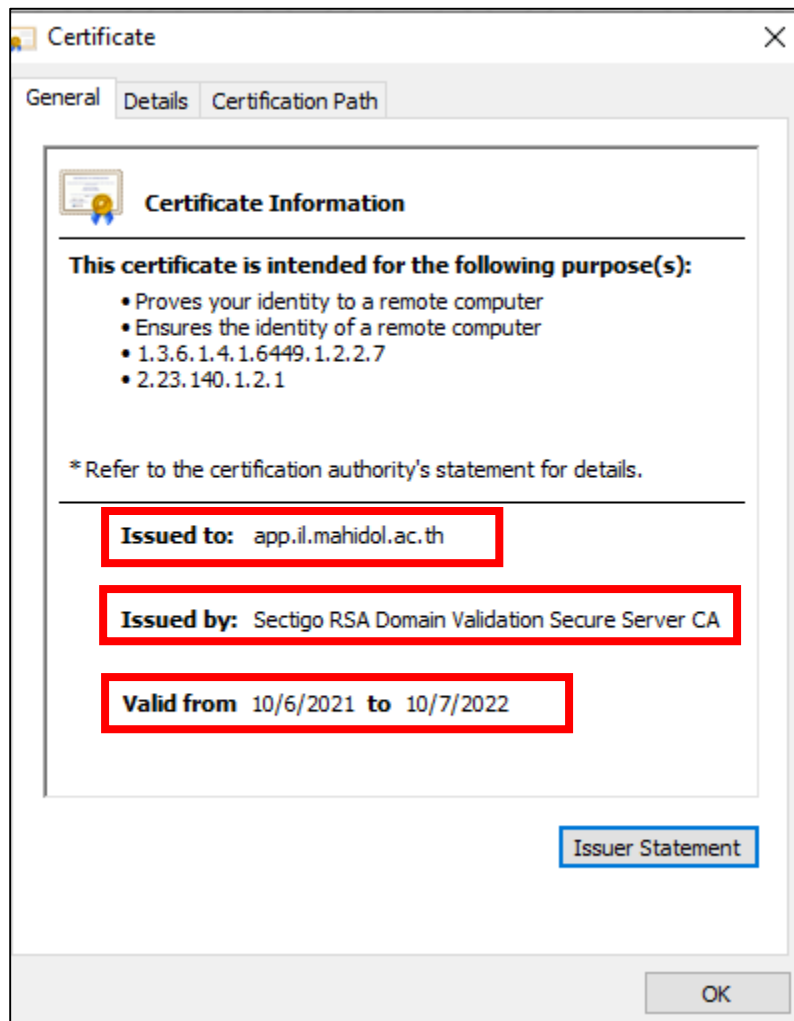 Certificate
General Details Certification Path
Certificate Information
This certificate is intended for the following purpose(s):
• Proves your identity to a remote computer
• Ensures the identity of a remote computer
• 1.3.6.1.4.1.6449.1.2.2.7
• 2.23.140.1.2.1
* Refer to the certification authority's statement for details.
Issued to: app.il.mahidol.ac.th
Issued by: Sectigo RSA Domain Validation Secure Server CA
Valid from 10/6/2021 to 10/7/2022
Issuer Statement
OK